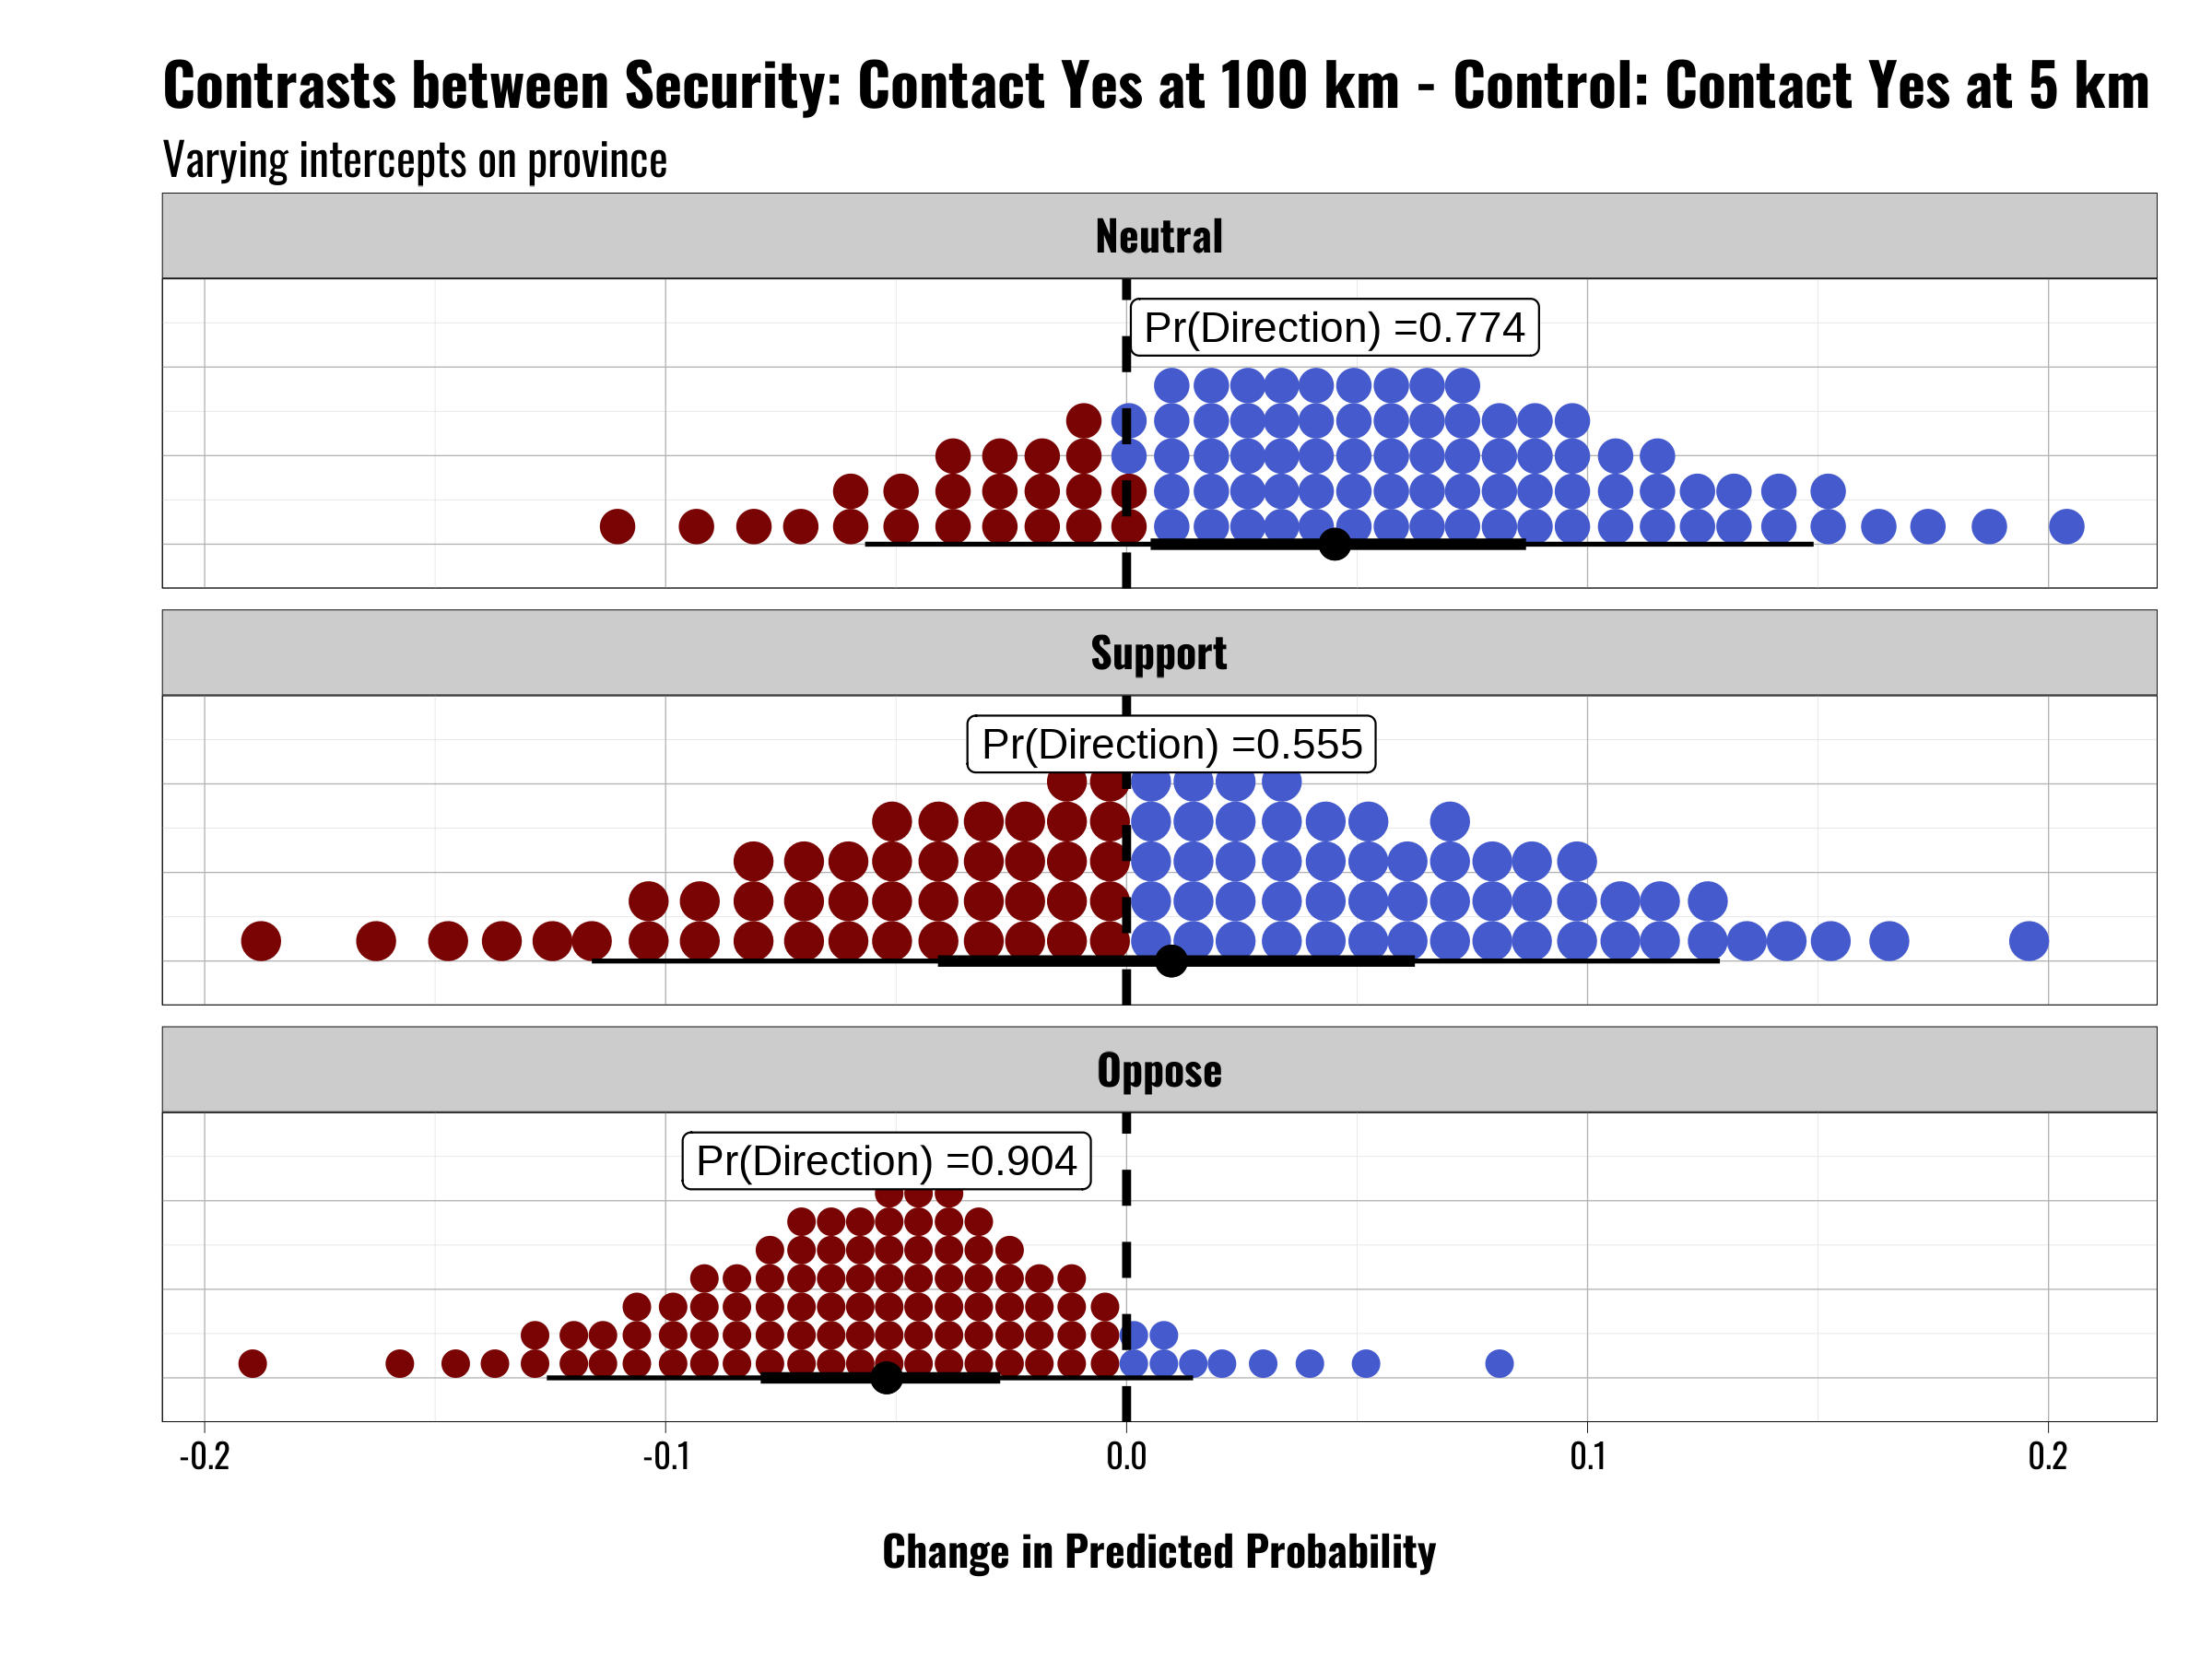 Contrasts between Security: Contact Yes at 100 km - Control: Contact Yes at 5 km
Varying intercepts on province
Neutral
Pr(Direction) =0.774
Support
Pr(Direction) =0.555
Oppose
Pr(Direction) =0.904
-0.2 -0.1 0.0 0.1 0.2
Change in Predicted Probability